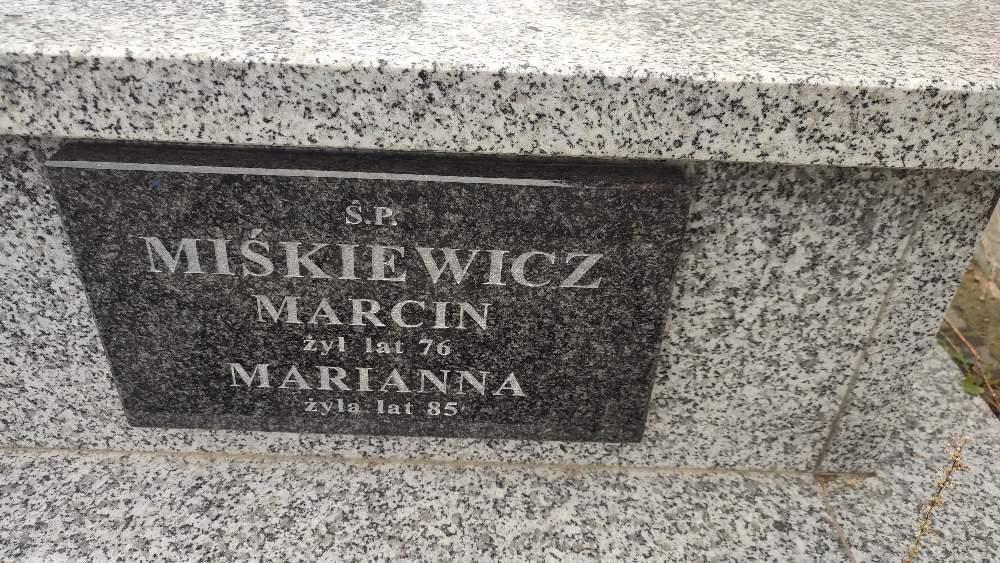 Ś.P.
MIŚKIEWICZ
MARCIN
żył lat 76
MARIANNA
żyła lat 85